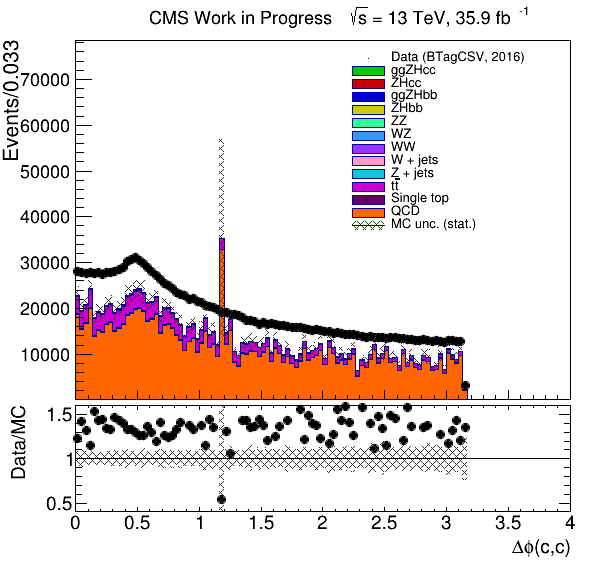 CMS Work in Progress √s = 13 TeV, 35.9 fb⁻¹
Events/0.033
70000
60000
50000
40000
30000
20000
10000
Data (BTagCSV, 2016)
ggZHcc
ZHcc
ggZHbb
ZHbb
ZZ
WZ
WW
W + jets
Z + jets
tt̄
Single top
QCD
MC unc. (stat.)
Data/MC
1.5
1
0.5
0 0.5 1 1.5 2 2.5 3 3.5 4
Δϕ(c,c)